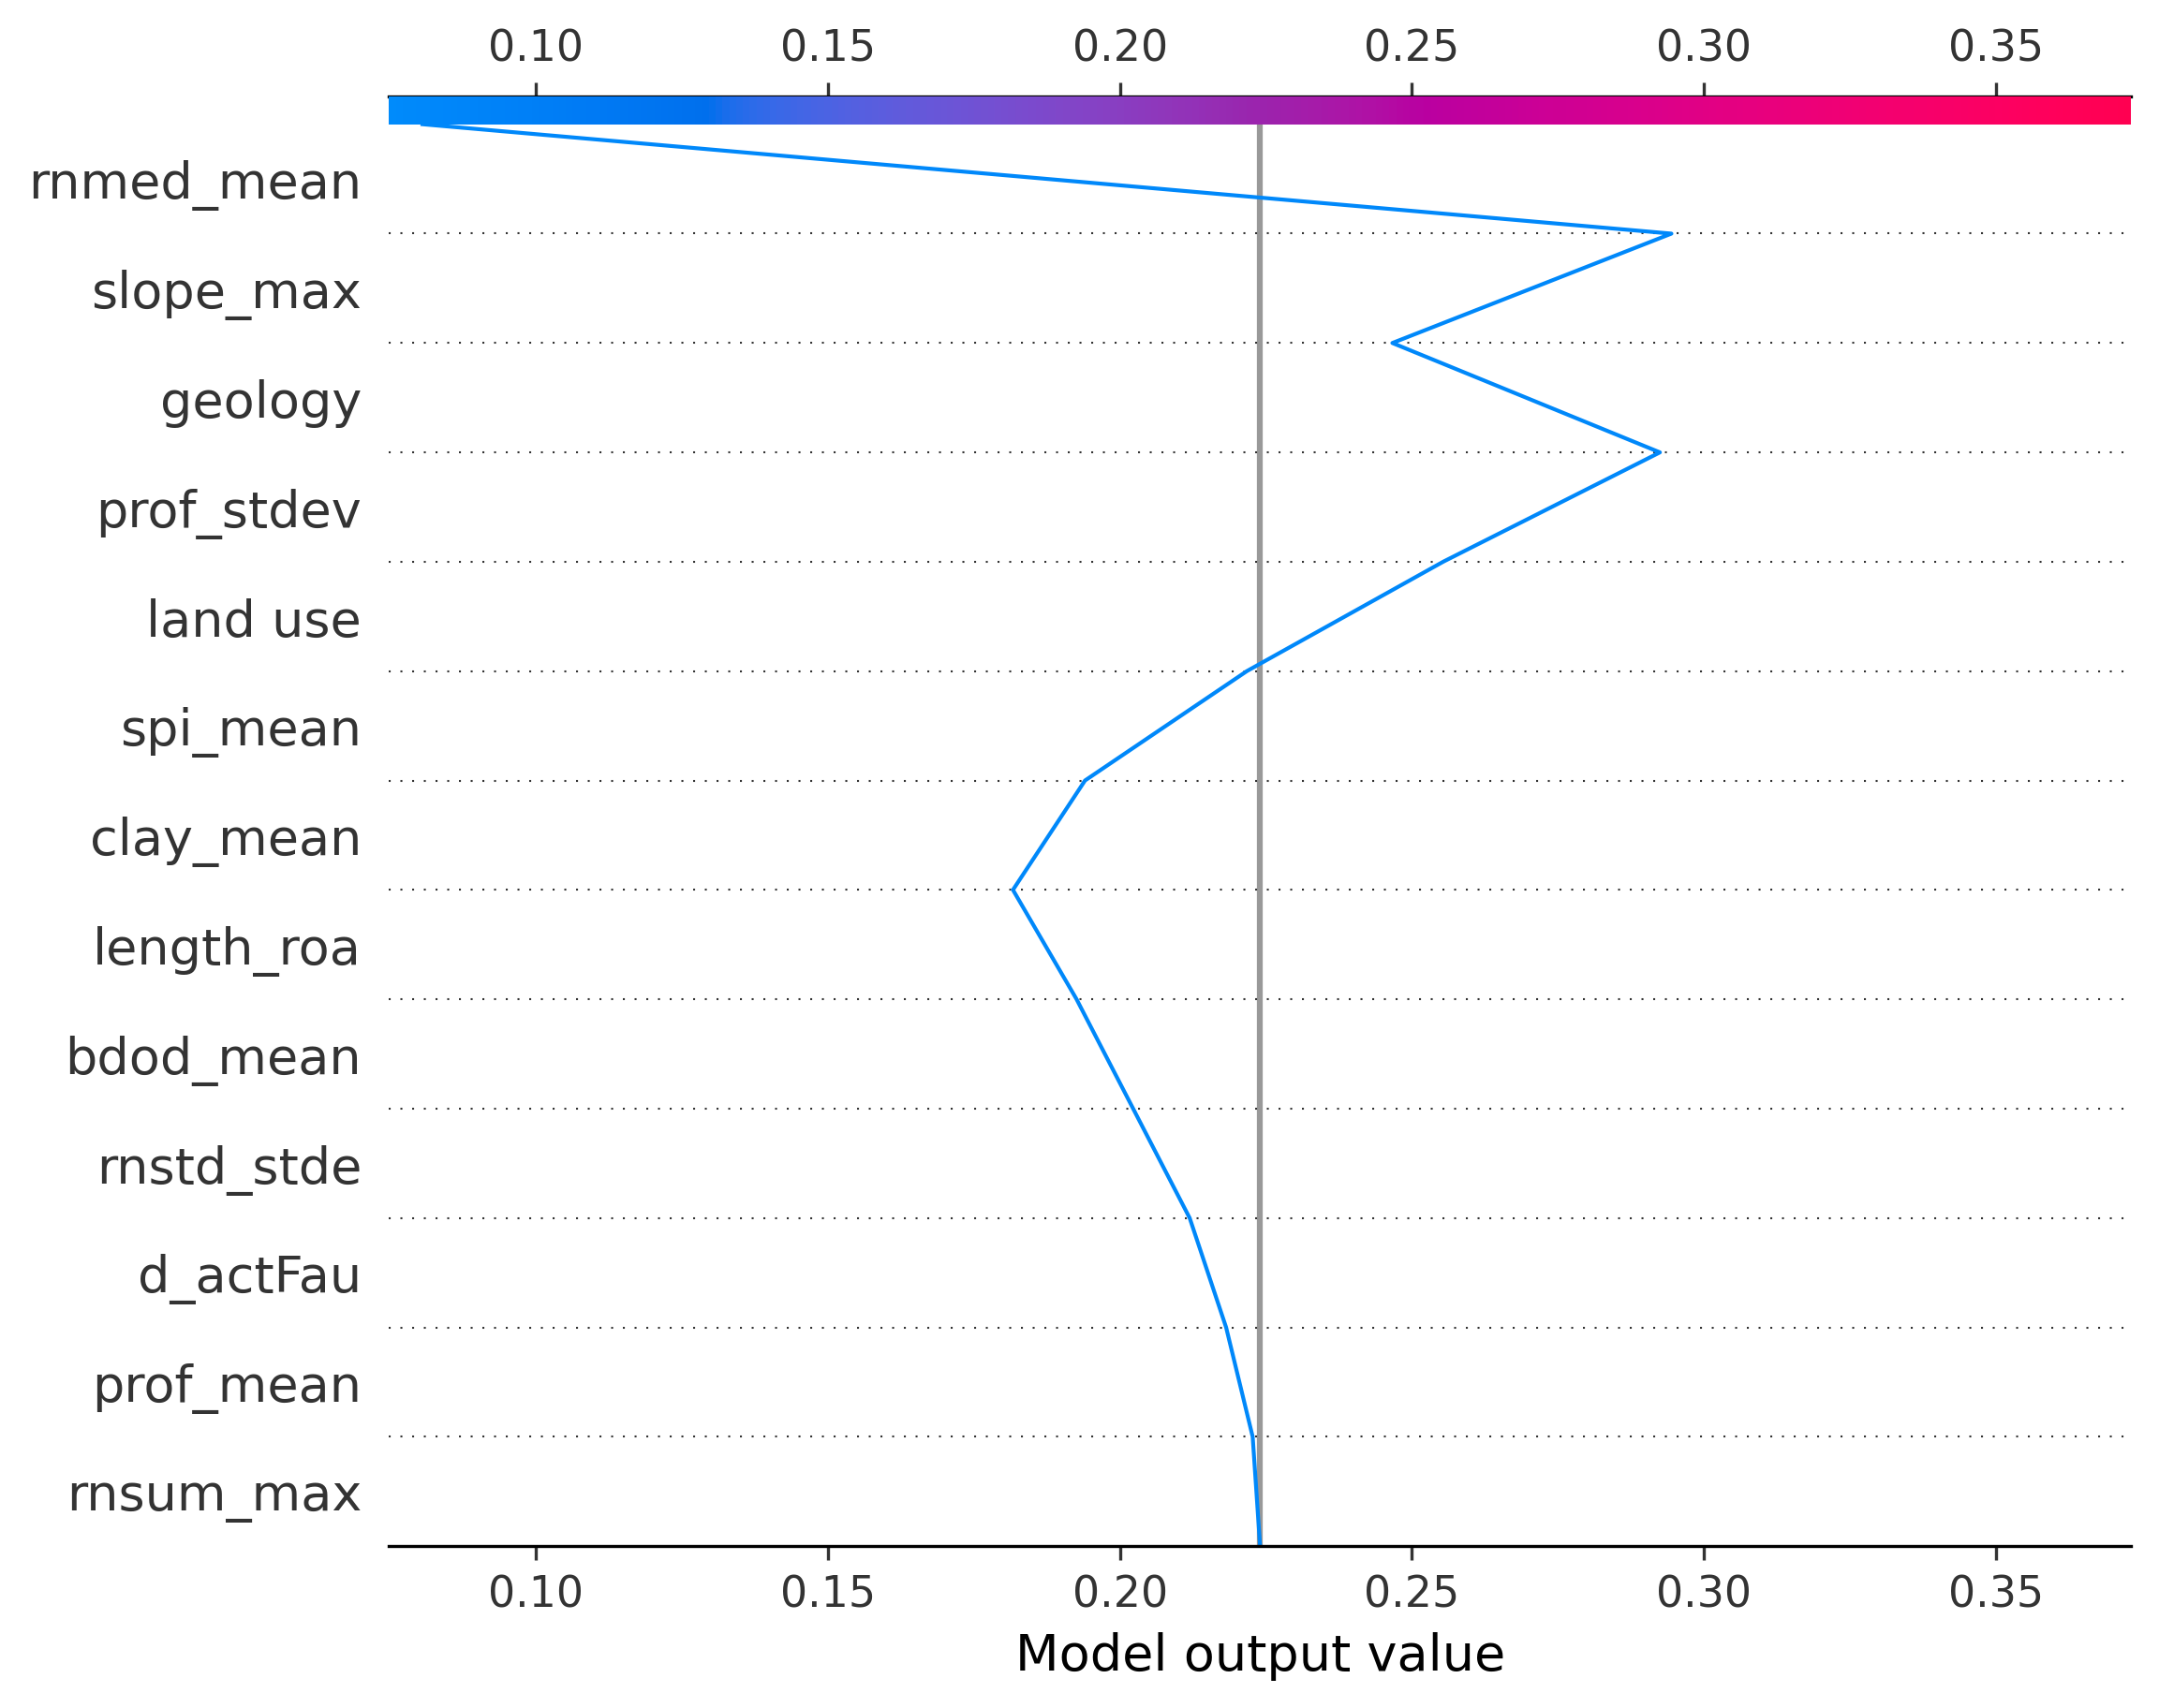 0.10 0.15 0.20 0.25 0.30 0.35
rnmed_mean
slope_max
geology
prof_stdev
land use
spi_mean
clay_mean
length_roa
bdod_mean
rnstd_stde
d_actFau
prof_mean
rnsum_max
0.10 0.15 0.20 0.25 0.30 0.35
Model output value